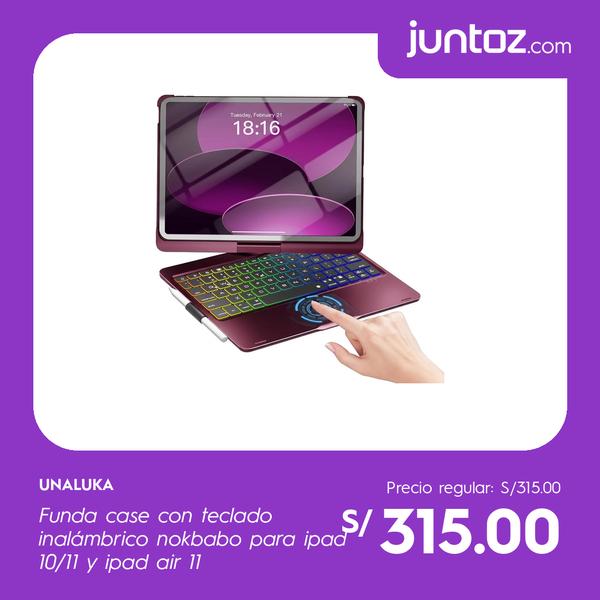 juntoz.com
Tuesday, February 21
18:16
UNALUKA
Precio regular: S/315.00
Funda case con teclado
inalámbrico nokbabo para ipad
10/11 y ipad air 11
S/ 315.00